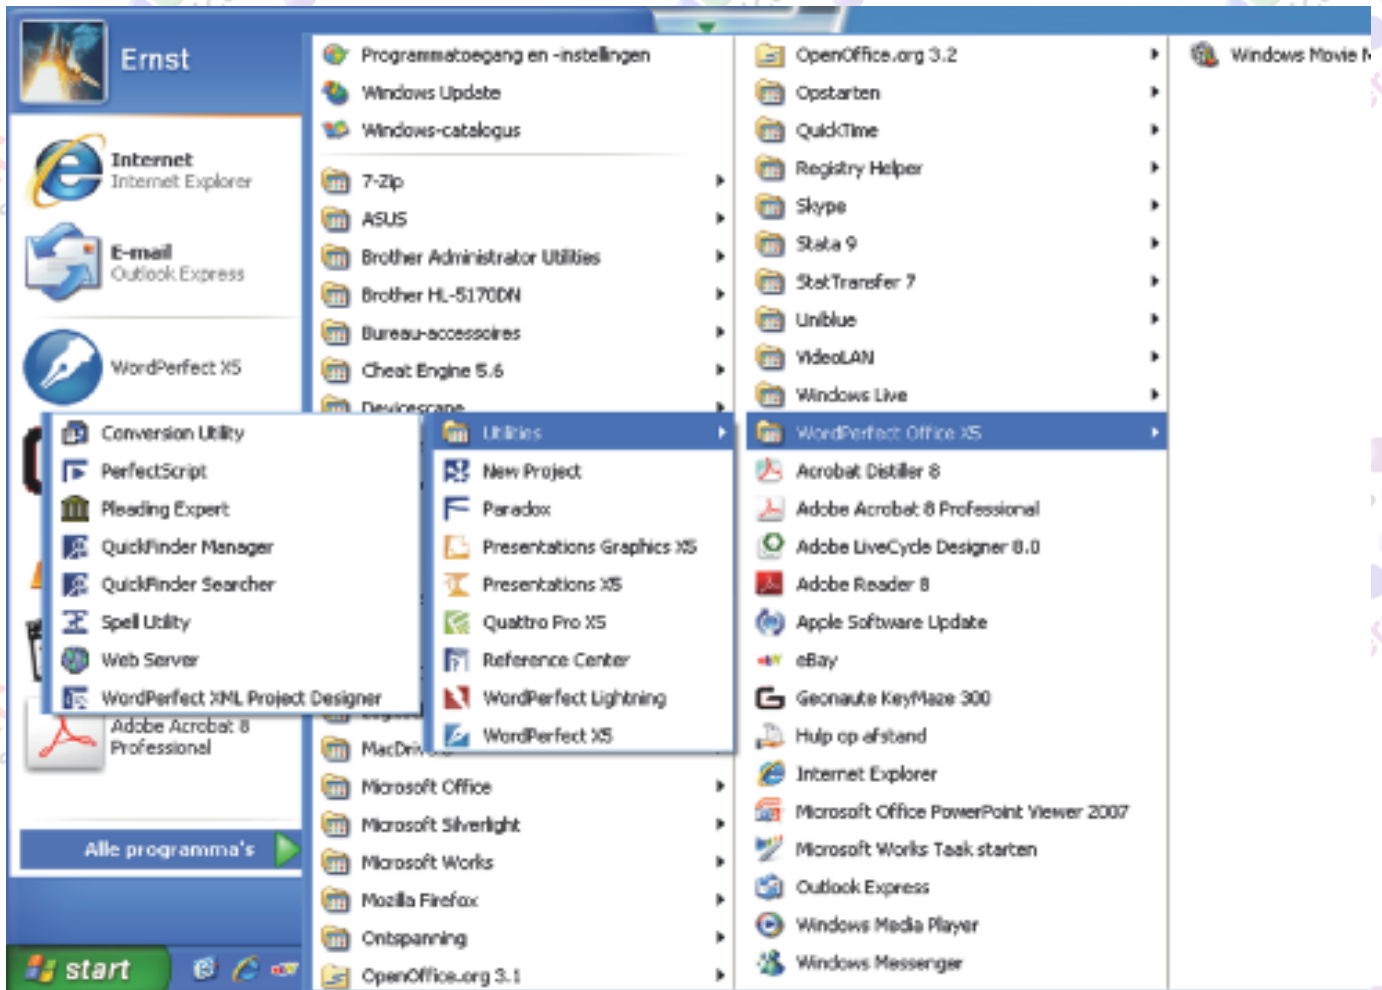 Ernst
Internet
Internet Explorer
E-mail
Outlook Express
WordPerfect X5
Adobe Acrobat 8
Professional
Alle programma's
start
Programmatoegang en -instellingen
Windows Update
Windows-catalogus
7-Zip
ASUS
Brother Administrator Utilities
Brother HL-5170DN
Bureau-accessoires
Cheat Engine 5.6
Devicescape
MacDriv
Microsoft Office
Microsoft Silverlight
Microsoft Works
Mozilla Firefox
Ontspanning
OpenOffice.org 3.1
OpenOffice.org 3.2
Opstarten
QuickTime
Registry Helper
Skype
Stata 9
StatTransfer 7
Uniblue
VideoLAN
Windows Live
WordPerfect Office X5
Acrobat Distiller 8
Adobe Acrobat 8 Professional
Adobe LiveCycle Designer 8.0
Adobe Reader 8
Apple Software Update
eBay
Geonaute KeyMaze 300
Hulp op afstand
Internet Explorer
Microsoft Office PowerPoint Viewer 2007
Microsoft Works Taak starten
Outlook Express
Windows Media Player
Windows Messenger
Windows Movie M
Utilities
New Project
Paradox
Presentations Graphics X5
Presentations X5
Quattro Pro X5
Reference Center
WordPerfect Lightning
WordPerfect X5
Conversion Utility
PerfectScript
Pleading Expert
QuickFinder Manager
QuickFinder Searcher
Spell Utility
Web Server
WordPerfect XML Project Designer